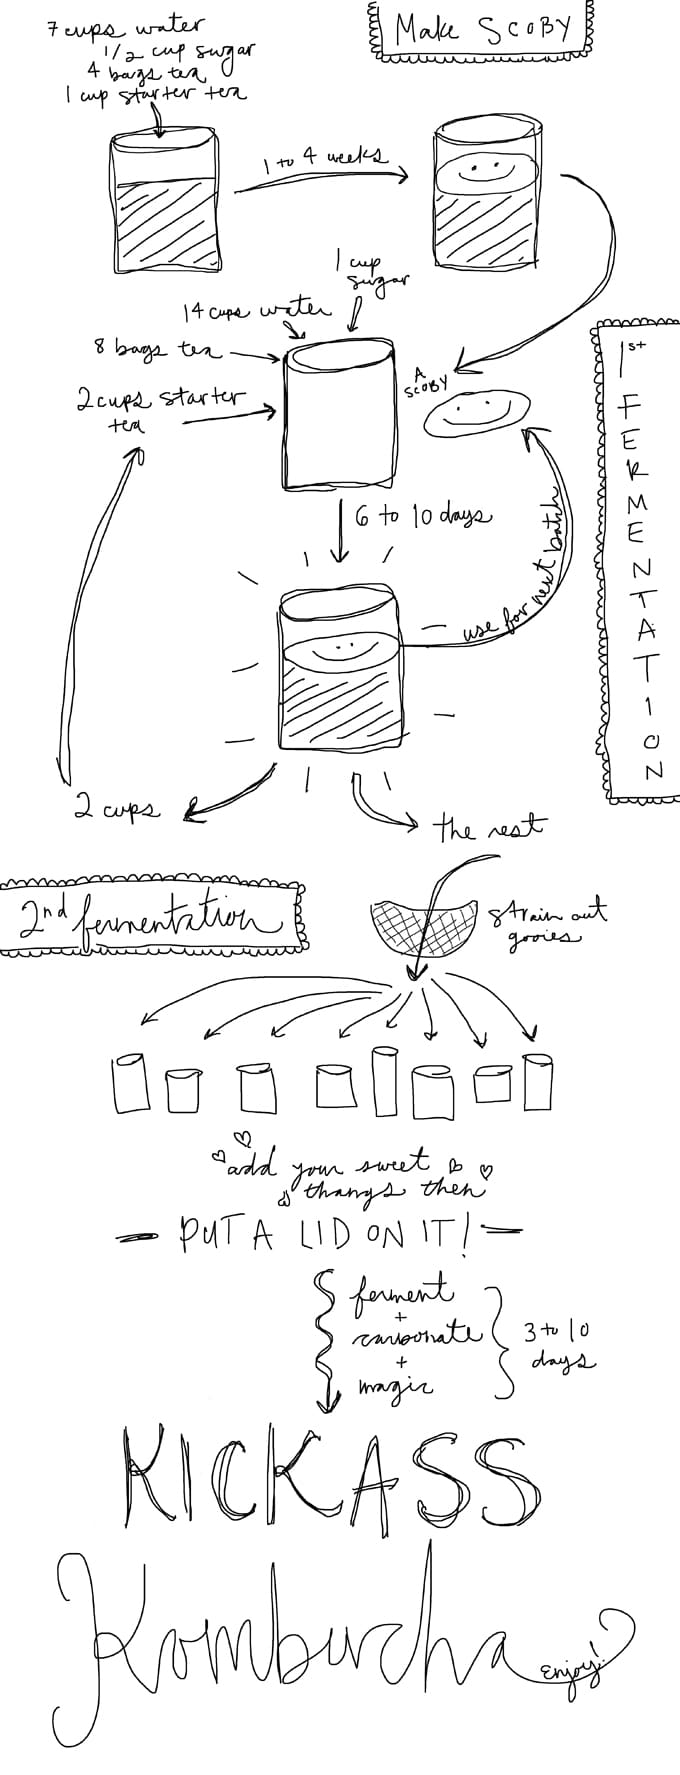 Make SCOBY
7 cups water
1/2 cup sugar
4 bags tea
1 cup starter tea
1 to 4 weeks
1 cup
sugar
14 cups water
8 bags tea
2 cups starter
tea
A
SCOBY
1st
FERMENTATION
6 to 10 days
use for next batch
2 cups
the rest
2nd fermentation
strain out
gooies
add your sweet
thangs then
- PUT A LID ON IT! -
ferment
+
carbonate
+
magic
3 to 10
days
KICKASS
Kombucha
enjoy!